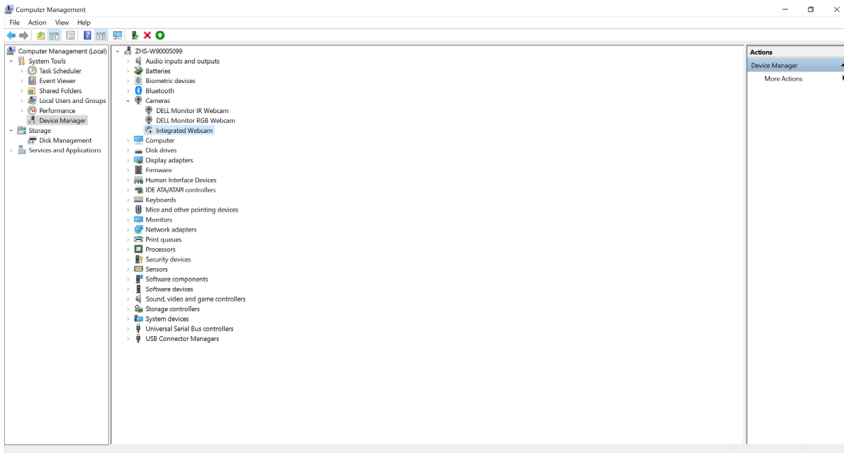 Computer Management
File Action View Help
Computer Management (Local)
System Tools
Task Scheduler
Event Viewer
Shared Folders
Local Users and Groups
Performance
Device Manager
Storage
Disk Management
Services and Applications
ZHS-W90005099
Audio inputs and outputs
Batteries
Biometric devices
Bluetooth
Cameras
DELL Monitor IR Webcam
DELL Monitor RGB Webcam
Integrated Webcam
Computer
Disk drives
Display adapters
Firmware
Human Interface Devices
IDE ATA/ATAPI controllers
Keyboards
Mice and other pointing devices
Monitors
Network adapters
Print queues
Processors
Security devices
Sensors
Software components
Software devices
Sound, video and game controllers
Storage controllers
System devices
Universal Serial Bus controllers
USB Connector Managers
Actions
Device Manager
More Actions